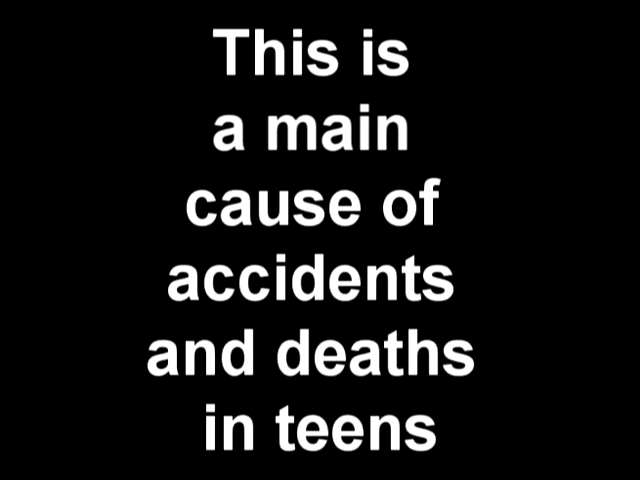 This is
a main
cause of
accidents
and deaths
in teens